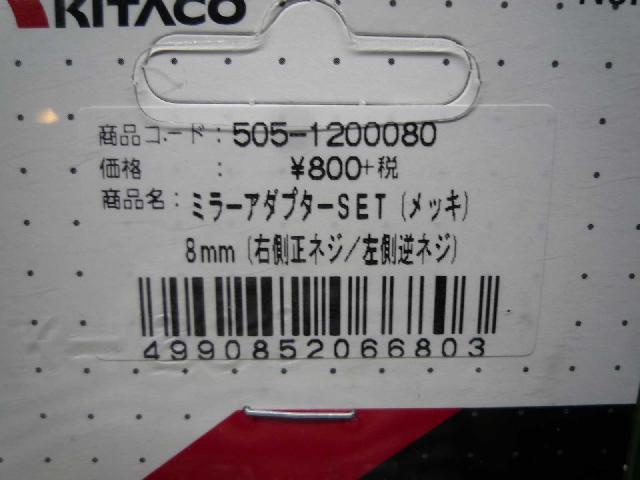 KITACO
商品コード : 505-1200080
価格 : ¥800+税
商品名 : ミラーアダプターSET (メッキ)
8mm (右側正ネジ/左側逆ネジ)
4990852066803